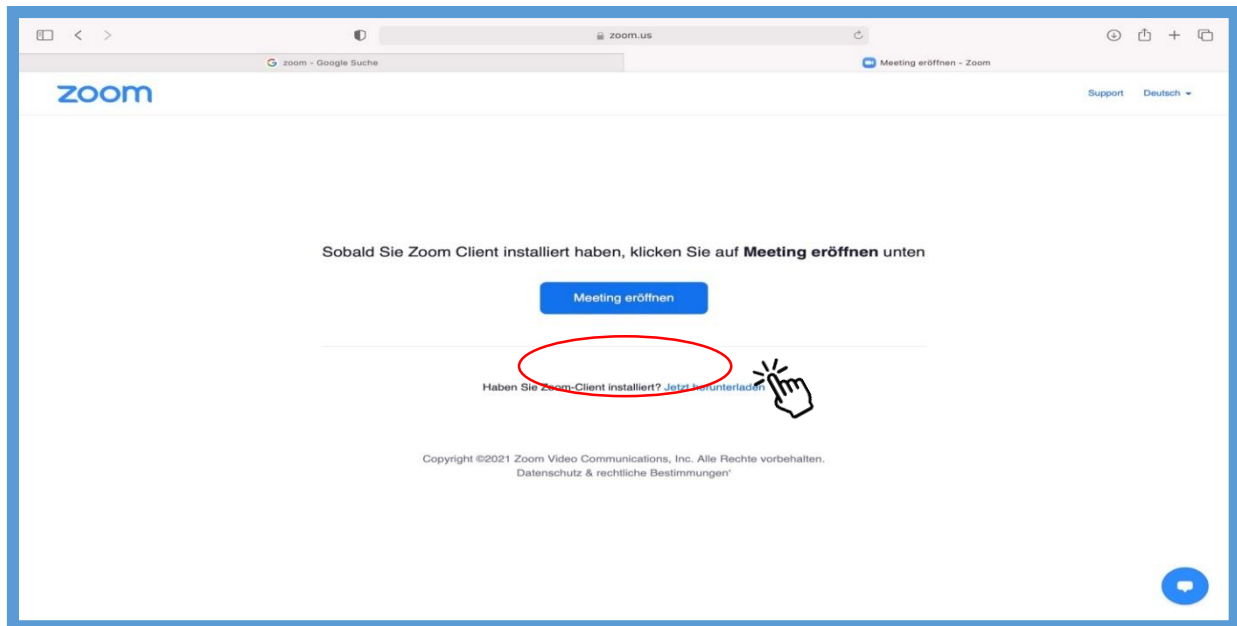 zoom.us
zoom - Google Suche
Meeting eröffnen - Zoom
zoom
Support Deutsch
Sobald Sie Zoom Client installiert haben, klicken Sie auf Meeting eröffnen unten
Meeting eröffnen
Haben Sie Zoom-Client installiert? Jetzt herunterladen
Copyright ©2021 Zoom Video Communications, Inc. Alle Rechte vorbehalten.
Datenschutz & rechtliche Bestimmungen'